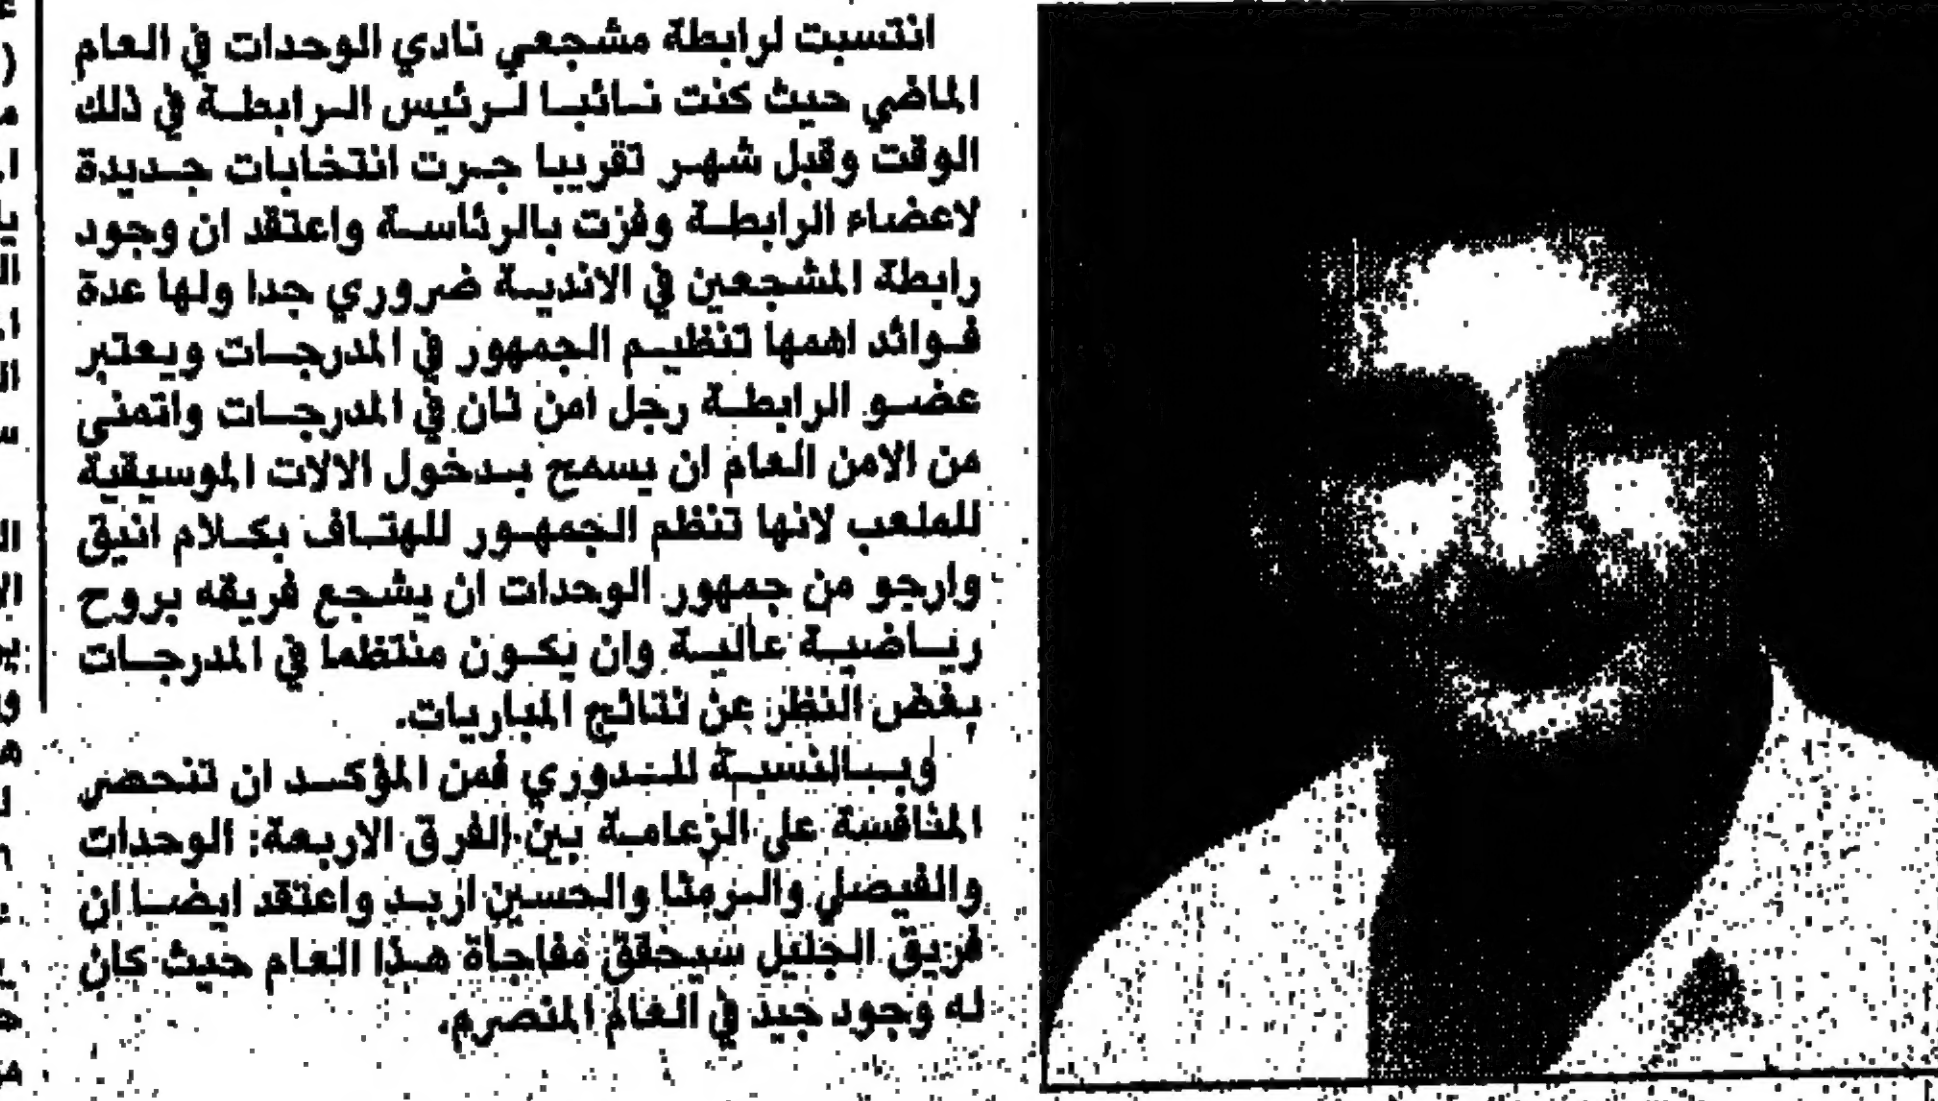 انتسبت لرابطة مشجعي نادي الوحدات في العام
الماضي حيث كنت نائبا لرئيس الرابطة في ذلك
الوقت وقبل شهر تقريبا جرت انتخابات جديدة
لاعضاء الرابطة وفزت بالرئاسة واعتقد ان وجود
رابطة المشجعين في الاندية ضروري جدا ولها عدة
فوائد اهمها تنظيم الجمهور في المدرجات ويعتبر
عضو الرابطة رجل امن ثان في المدرجات واتمنى
من الامن العام ان يسمح بدخول الالات الموسيقية
للملعب لانها تنظم الجمهور للهتاف بكلام انيق
وارجو من جمهور الوحدات ان يشجع فريقه بروح
رياضية عالية وان يكون منتظما في المدرجات
بغض النظر عن نتائج المباريات.
وبالنسبة للدوري فمن المؤكد ان تنحصر
المنافسة على الزعامة بين الفرق الاربعة: الوحدات
والفيصلي والرمثا والحسين اربد واعتقد ايضا ان
فريق الجليل سيحقق مفاجأة هذا العام حيث كان
له وجود جيد في العام المنصرم.